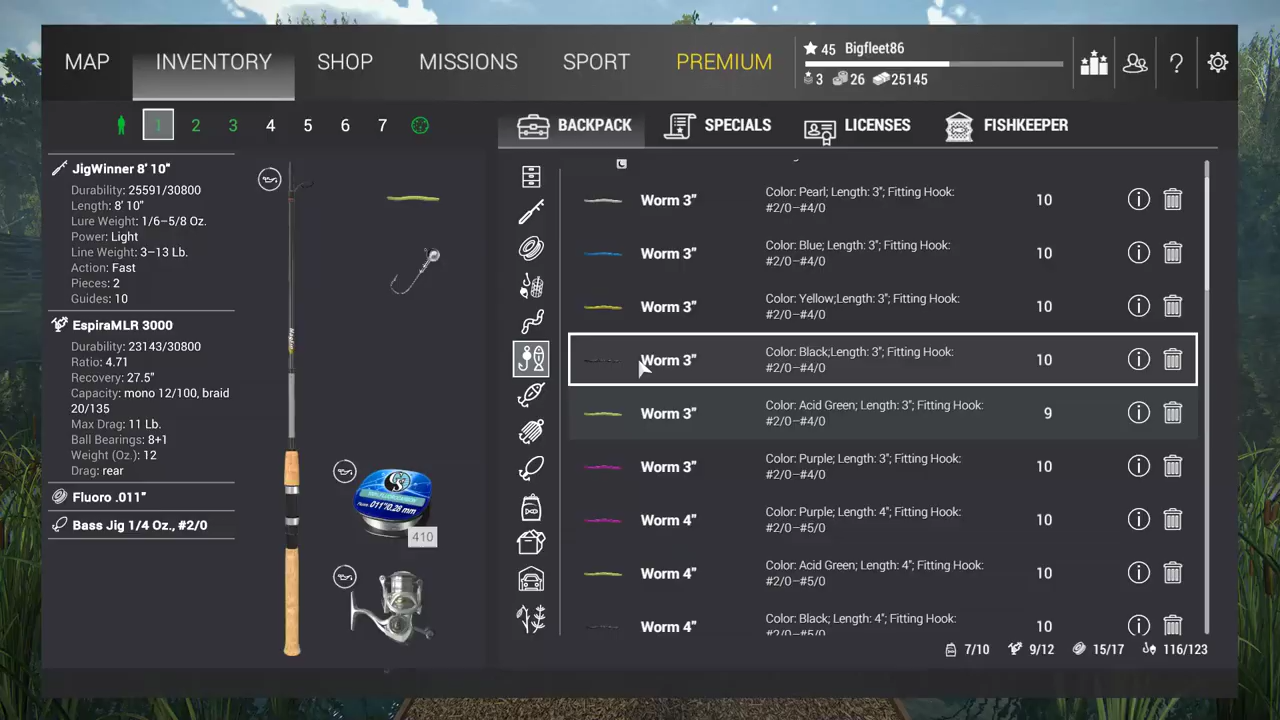 MAP
INVENTORY
SHOP
MISSIONS
SPORT
PREMIUM
45 Bigfleet86
3 26 25145
?
1 2 3 4 5 6 7
BACKPACK
SPECIALS
LICENSES
FISHKEEPER
JigWinner 8' 10"
Durability: 25591/30800
Length: 8' 10"
Lure Weight: 1/6–5/8 Oz.
Power: Light
Line Weight: 3–13 Lb.
Action: Fast
Pieces: 2
Guides: 10
EspiraMLR 3000
Durability: 23143/30800
Ratio: 4.71
Recovery: 27.5"
Capacity: mono 12/100, braid
20/135
Max Drag: 11 Lb.
Ball Bearings: 8+1
Weight (Oz.): 12
Drag: rear
Fluoro .011"
Bass Jig 1/4 Oz., #2/0
.011"/0.28 mm
410
Worm 3"
Color: Pearl; Length: 3"; Fitting Hook:
#2/0–#4/0
10
Worm 3"
Color: Blue; Length: 3"; Fitting Hook:
#2/0–#4/0
10
Worm 3"
Color: Yellow;Length: 3"; Fitting Hook:
#2/0–#4/0
10
Worm 3"
Color: Black;Length: 3"; Fitting Hook:
#2/0–#4/0
10
Worm 3"
Color: Acid Green; Length: 3"; Fitting Hook:
#2/0–#4/0
9
Worm 3"
Color: Purple; Length: 3"; Fitting Hook:
#2/0–#4/0
10
Worm 4"
Color: Purple; Length: 4"; Fitting Hook:
#2/0–#5/0
10
Worm 4"
Color: Acid Green; Length: 4"; Fitting Hook:
#2/0–#5/0
10
Worm 4"
Color: Black; Length: 4"; Fitting Hook:
#2/0–#5/0
10
7/10 9/12 15/17 116/123